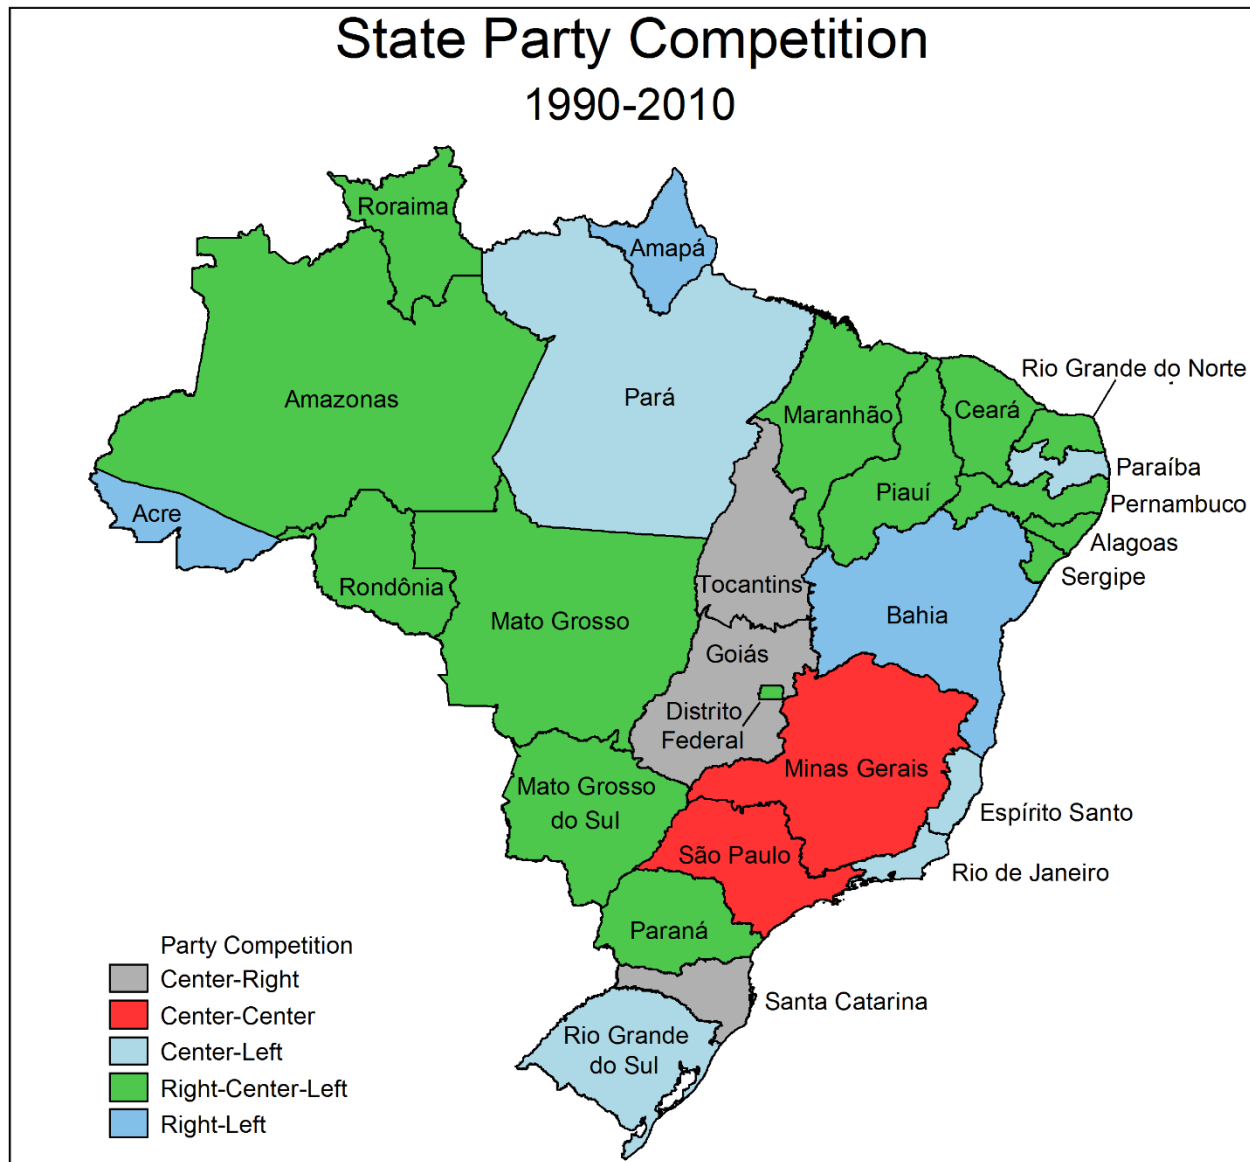 State Party Competition
1990-2010
Roraima
Amapá
Rio Grande do Norte
Amazonas
Pará
Maranhão
Ceará
Paraíba
Piauí
Pernambuco
Acre
Alagoas
Sergipe
Rondônia
Tocantins
Mato Grosso
Bahia
Goiás
Distrito
Federal
Minas Gerais
Mato Grosso
do Sul
Espírito Santo
São Paulo
Rio de Janeiro
Paraná
Santa Catarina
Rio Grande
do Sul
Party Competition
Center-Right
Center-Center
Center-Left
Right-Center-Left
Right-Left